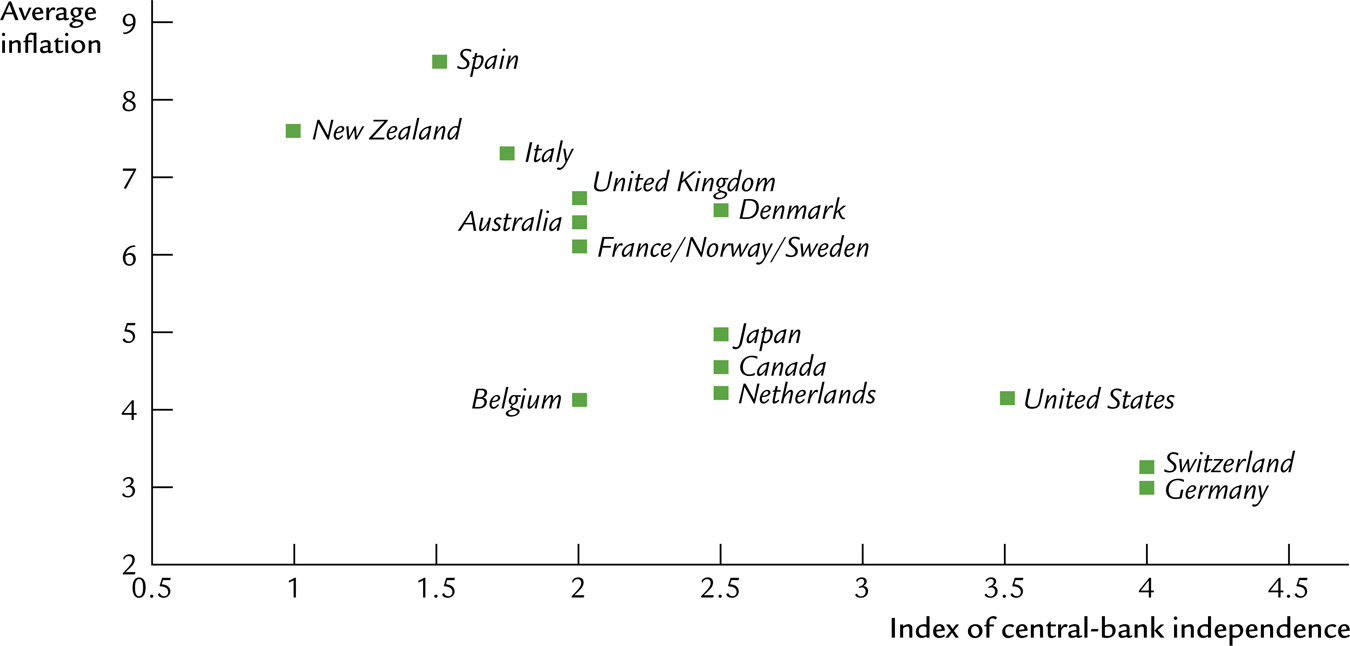 Average
inflation
9
8
7
6
5
4
3
2
Spain
New Zealand
Italy
United Kingdom
Denmark
Australia
France/Norway/Sweden
Japan
Canada
Netherlands
Belgium
United States
Switzerland
Germany
0.5 1 1.5 2 2.5 3 3.5 4 4.5
Index of central-bank independence